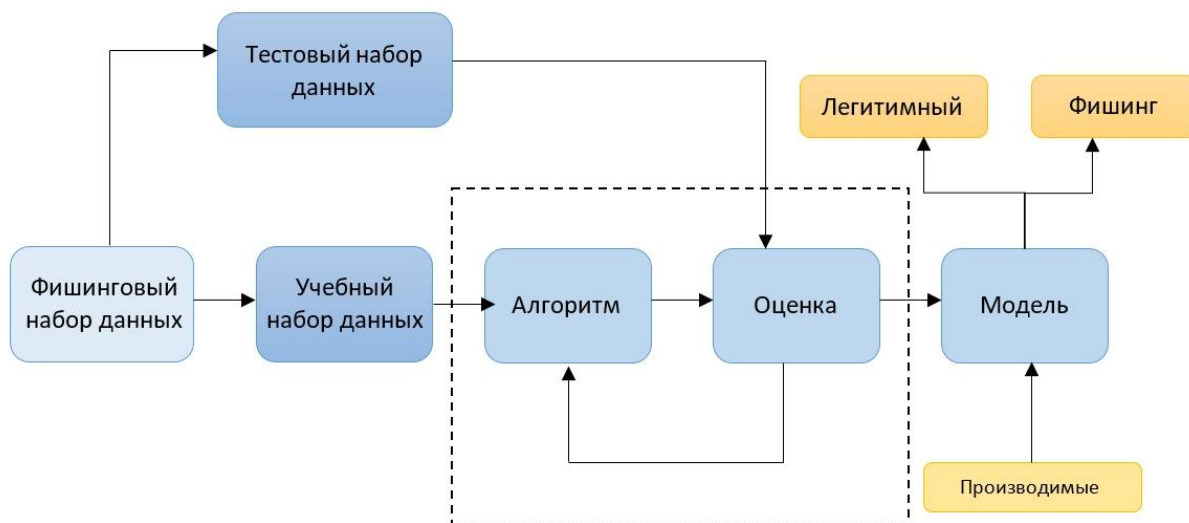 Тестовый набор
данных
Легитимный
Фишинг
Фишинговый
набор данных
Учебный
набор данных
Алгоритм
Оценка
Модель
Производимые